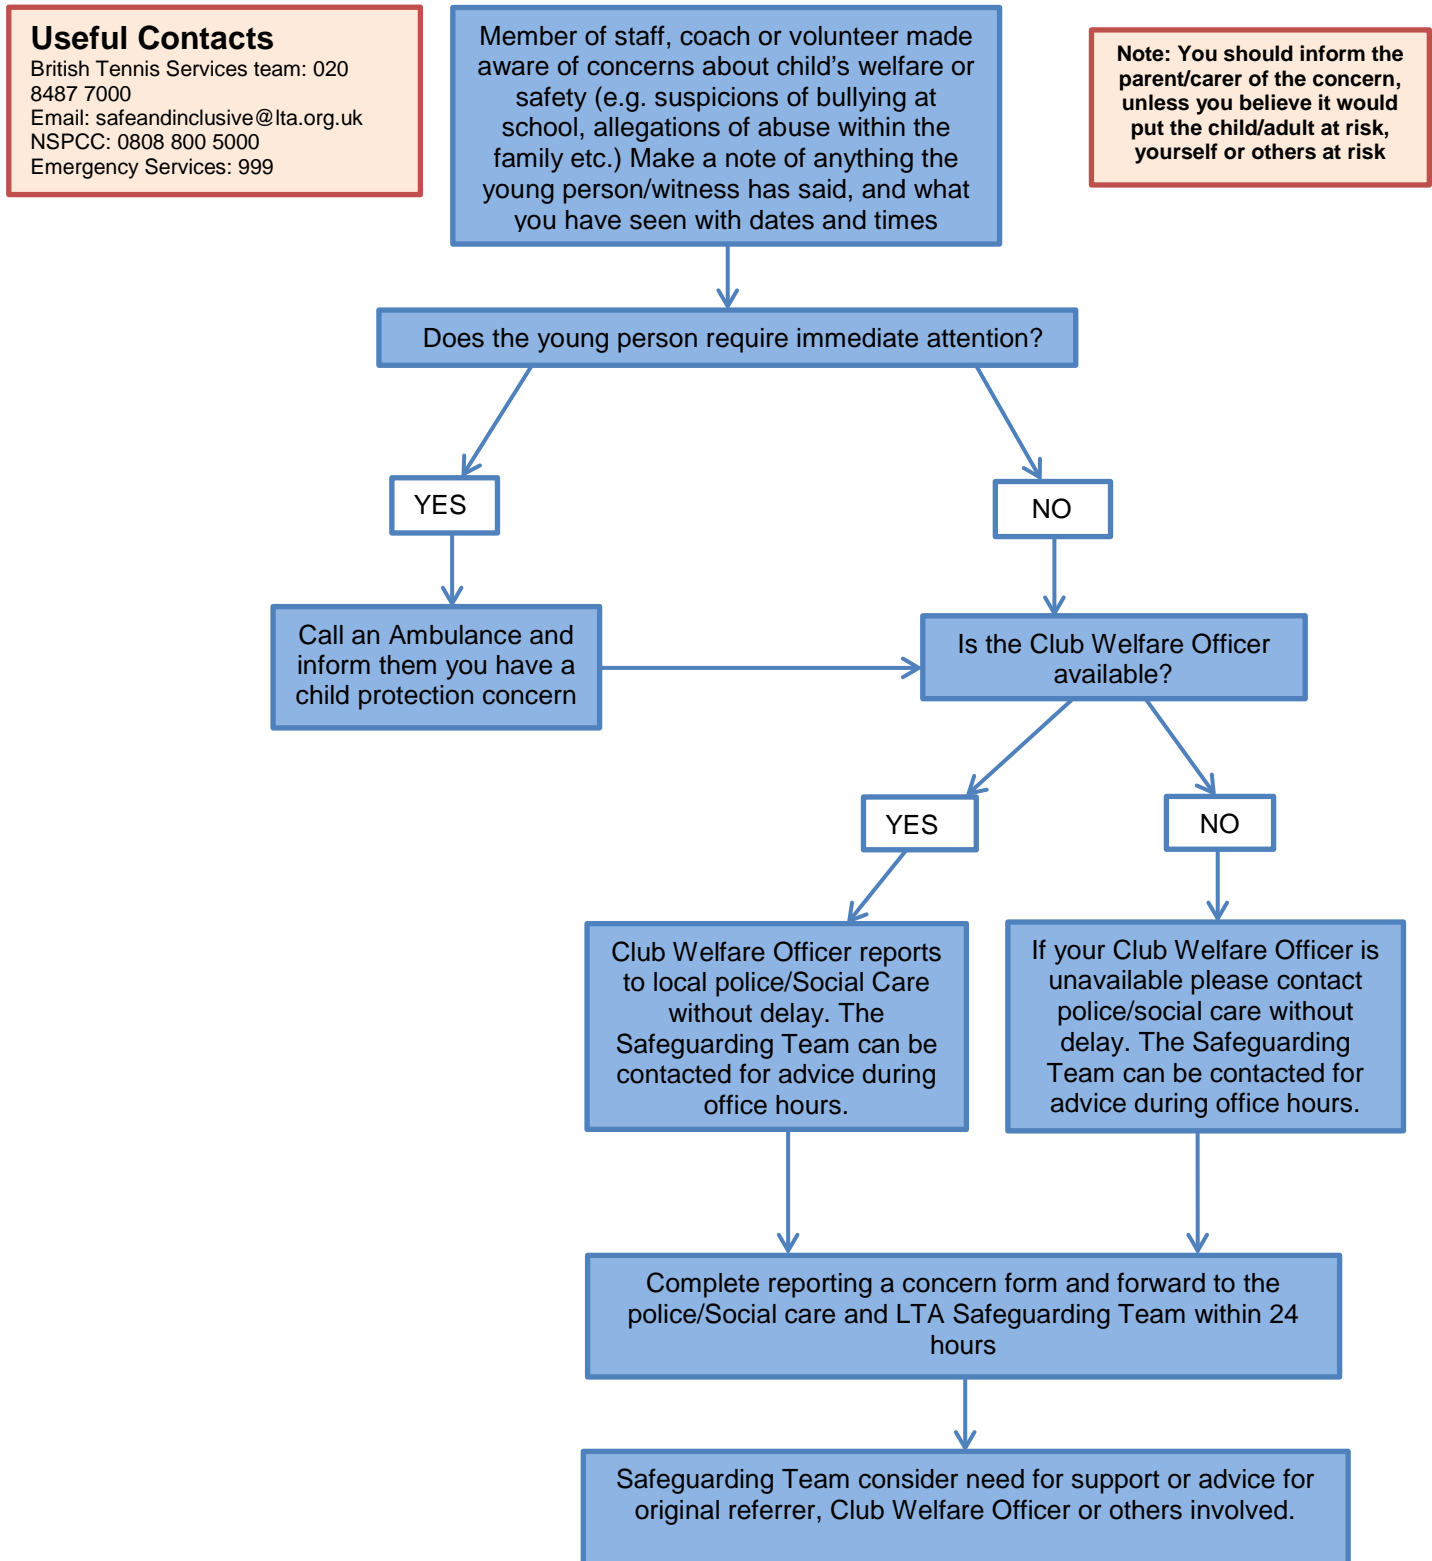 Useful Contacts
British Tennis Services team: 020
8487 7000
Email: safeandinclusive@lta.org.uk
NSPCC: 0808 800 5000
Emergency Services: 999
Member of staff, coach or volunteer made
aware of concerns about child's welfare or
safety (e.g. suspicions of bullying at
school, allegations of abuse within the
family etc.) Make a note of anything the
young person/witness has said, and what
you have seen with dates and times
Note: You should inform the
parent/carer of the concern,
unless you believe it would
put the child/adult at risk,
yourself or others at risk
Does the young person require immediate attention?
YES
NO
Call an Ambulance and
inform them you have a
child protection concern
Is the Club Welfare Officer
available?
YES
NO
Club Welfare Officer reports
to local police/Social Care
without delay. The
Safeguarding Team can be
contacted for advice during
office hours.
If your Club Welfare Officer is
unavailable please contact
police/social care without
delay. The Safeguarding
Team can be contacted for
advice during office hours.
Complete reporting a concern form and forward to the
police/Social care and LTA Safeguarding Team within 24
hours
Safeguarding Team consider need for support or advice for
original referrer, Club Welfare Officer or others involved.